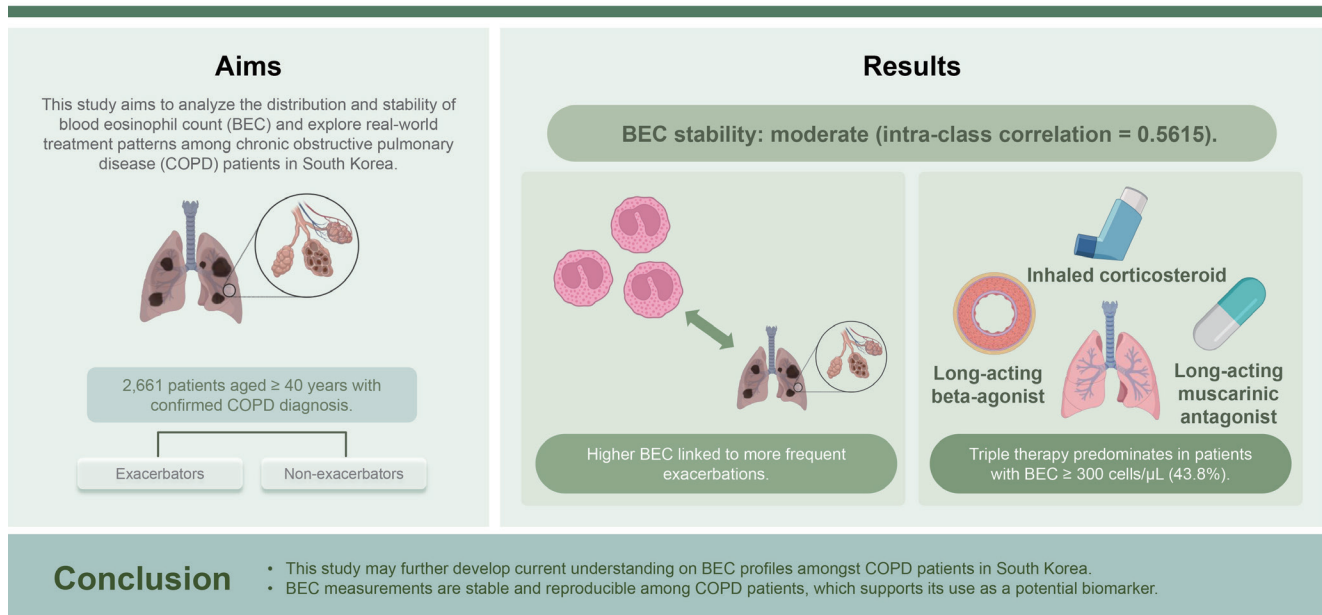 Aims
This study aims to analyze the distribution and stability of
blood eosinophil count (BEC) and explore real-world
treatment patterns among chronic obstructive pulmonary
disease (COPD) patients in South Korea.
2,661 patients aged ≥ 40 years with
confirmed COPD diagnosis.
Exacerbators
Non-exacerbators
Results
BEC stability: moderate (intra-class correlation = 0.5615).
Higher BEC linked to more frequent
exacerbations.
Inhaled corticosteroid
Long-acting
beta-agonist
Long-acting
muscarinic
antagonist
Triple therapy predominates in patients
with BEC ≥ 300 cells/µL (43.8%).
Conclusion
• This study may further develop current understanding on BEC profiles amongst COPD patients in South Korea.
• BEC measurements are stable and reproducible among COPD patients, which supports its use as a potential biomarker.